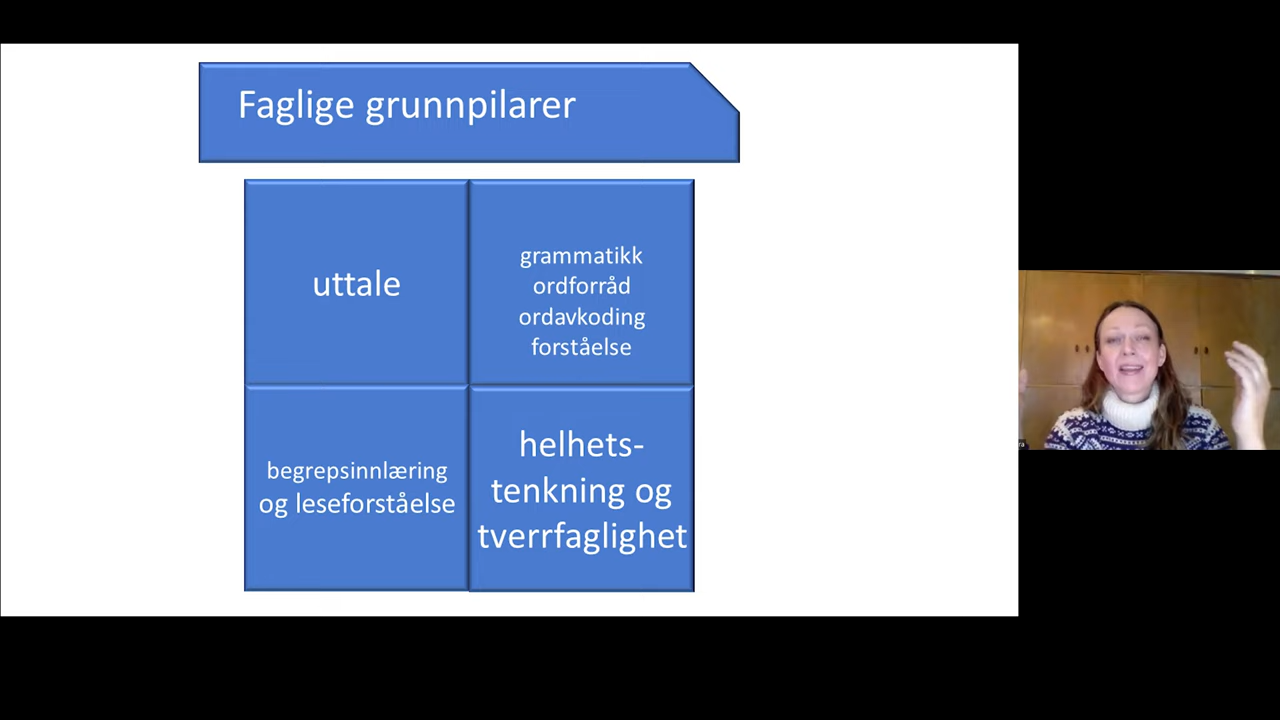 Faglige grunnpilarer
uttale
grammatikk
ordforråd
ordavkoding
forståelse
begrepsinnlæring
og leseforståelse
helhets-
tenkning og
tverrfaglighet